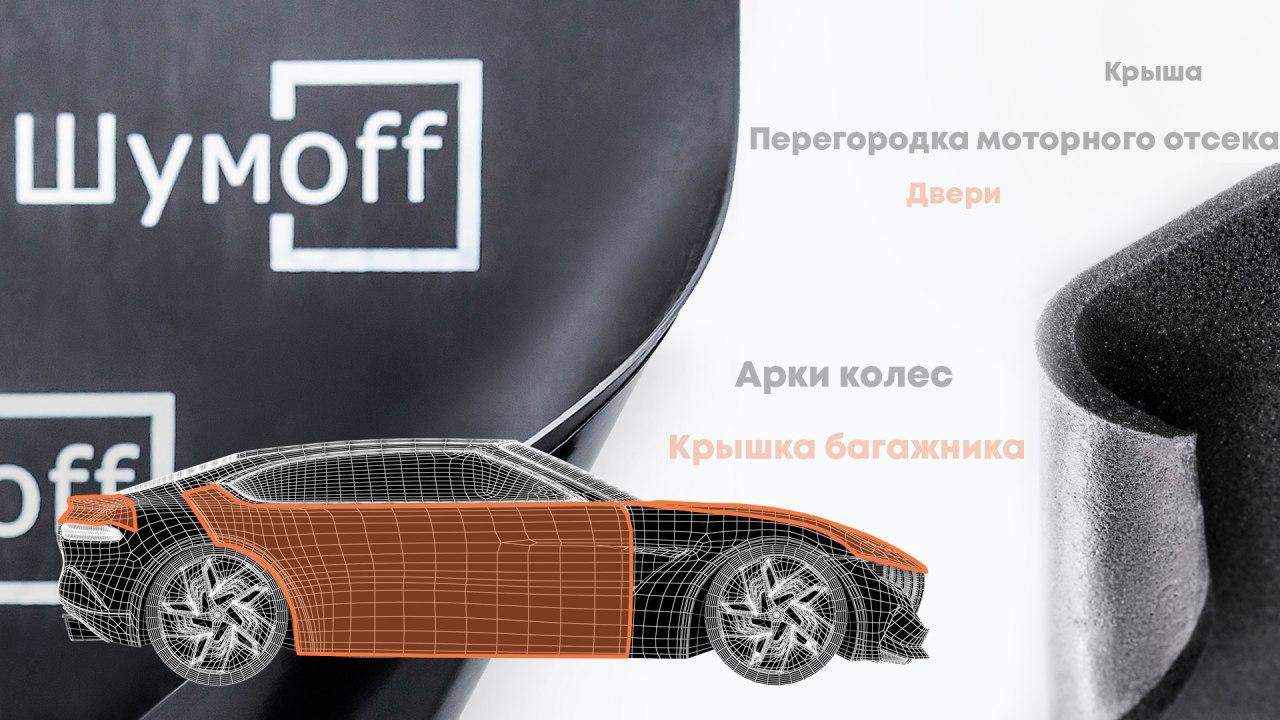 Шумoff
off
Крыша
Перегородка моторного отсека
Двери
Арки колес
Крышка багажника